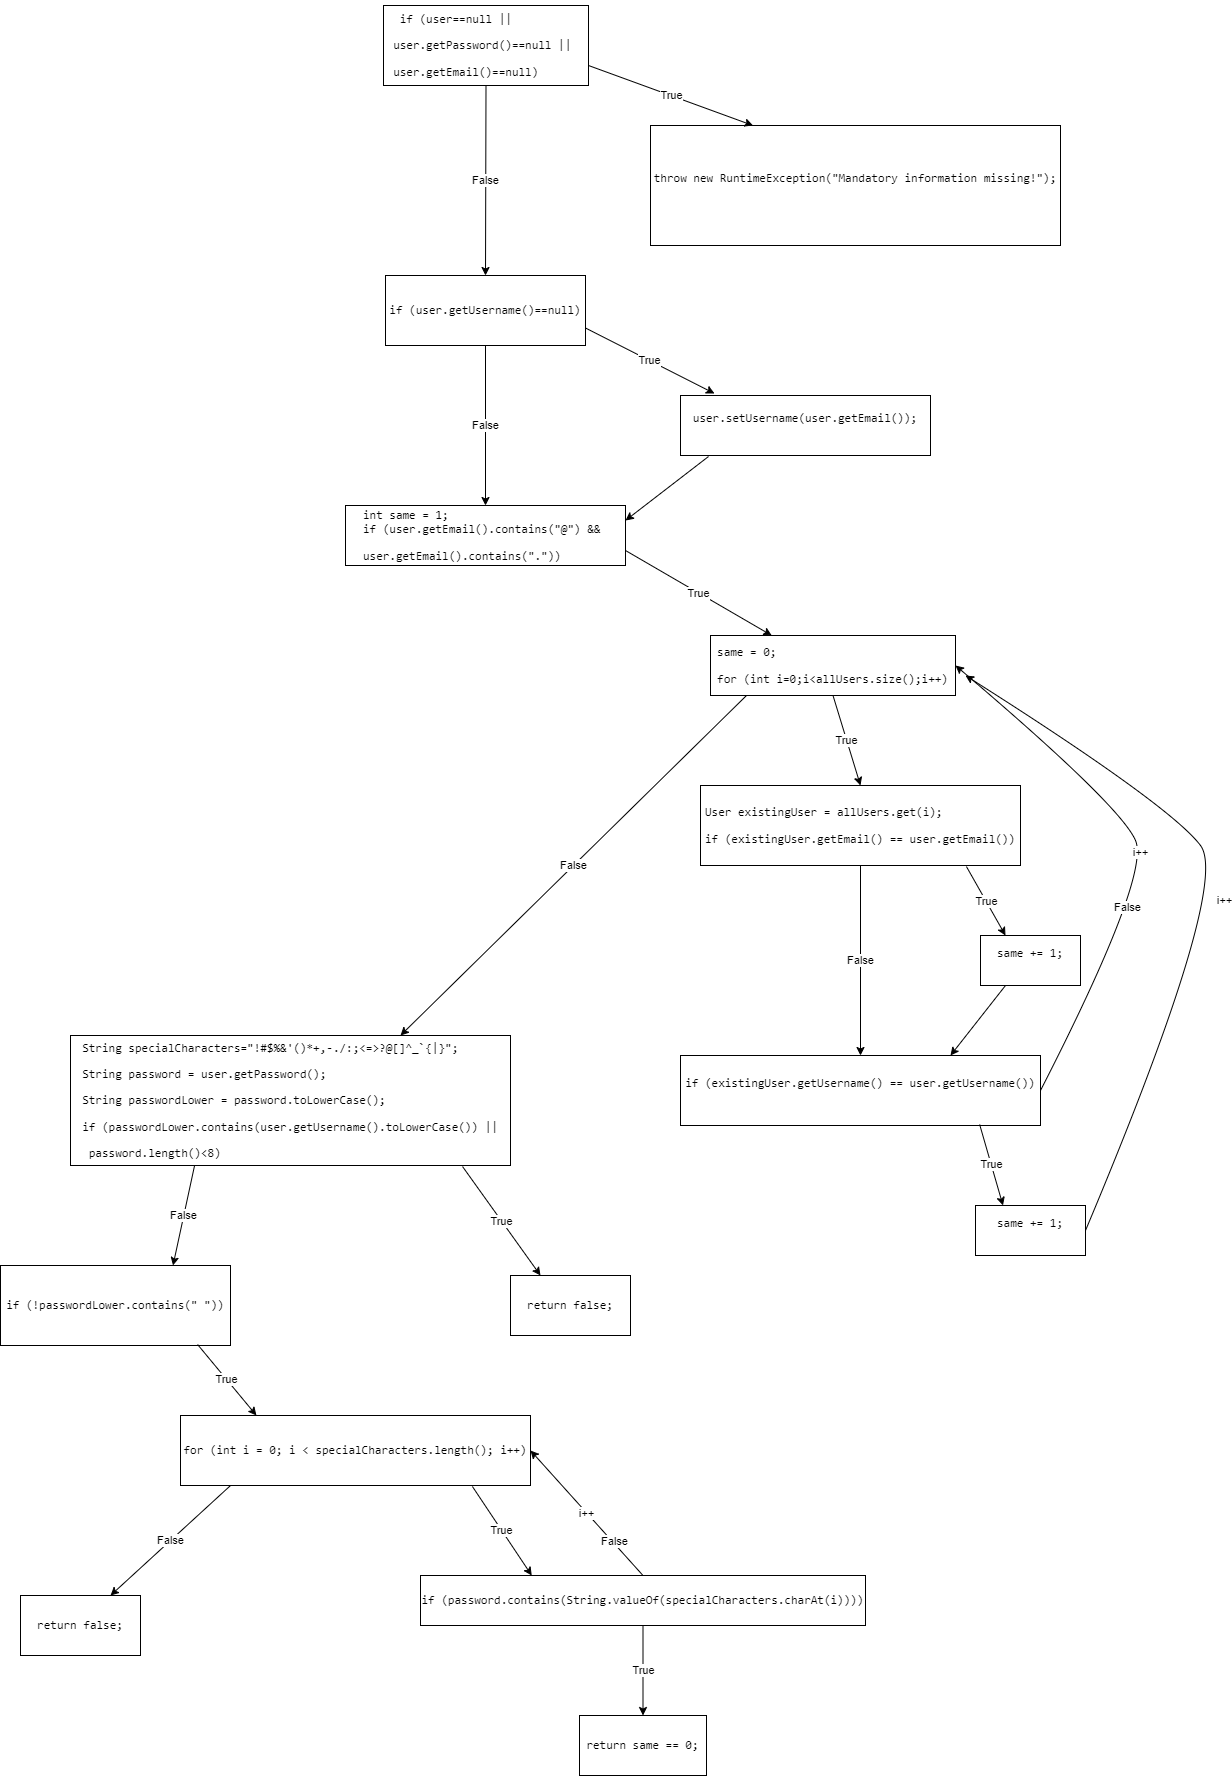 if (user==null ||
user.getPassword()==null ||
user.getEmail()==null)
True
throw new RuntimeException("Mandatory information missing!");
False
if (user.getUsername()==null)
True
user.setUsername(user.getEmail());
False
int same = 1;
if (user.getEmail().contains("@") &&
user.getEmail().contains("."))
True
same = 0;
for (int i=0;i<allUsers.size();i++)
True
User existingUser = allUsers.get(i);
if (existingUser.getEmail() == user.getEmail())
i++
False
True
False
i++
same += 1;
False
if (existingUser.getUsername() == user.getUsername())
True
same += 1;
String specialCharacters="!#$%&'()*+,-./:;<=>?@[]^_`{|}";
String password = user.getPassword();
String passwordLower = password.toLowerCase();
if (passwordLower.contains(user.getUsername().toLowerCase()) ||
password.length()<8)
False
True
if (!passwordLower.contains(" "))
return false;
True
for (int i = 0; i < specialCharacters.length(); i++)
i++
False
True
False
return false;
if (password.contains(String.valueOf(specialCharacters.charAt(i))))
True
return same == 0;